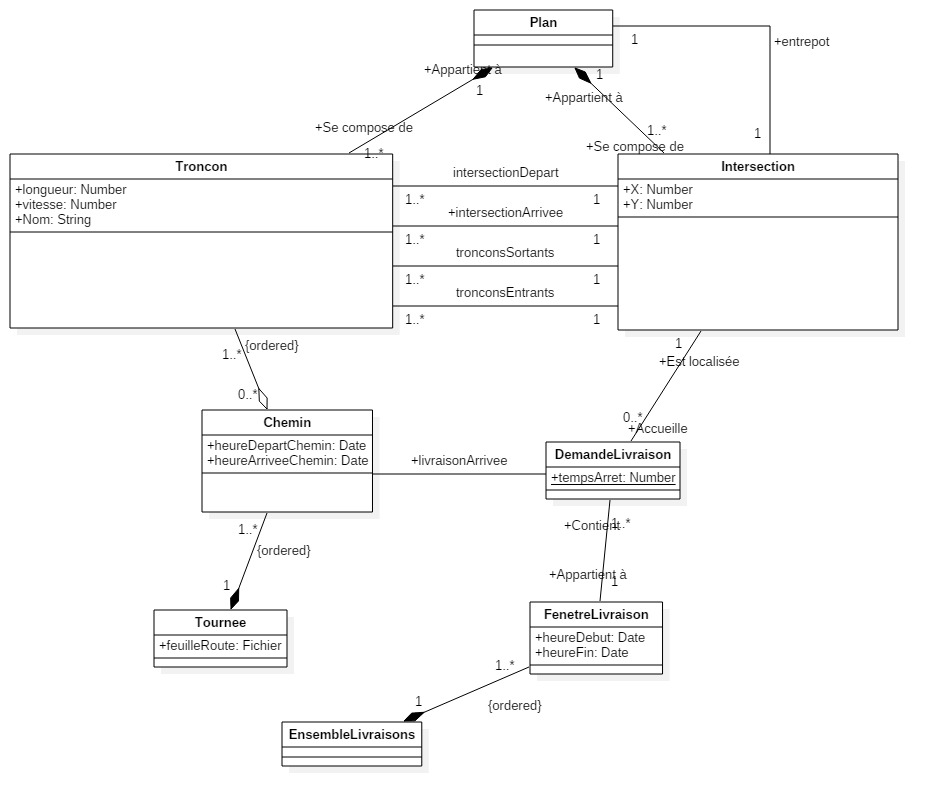 Plan
1
+entrepot
+Appartient à
1
1
+Appartient à
+Se compose de
1..*
1..*
1
+Se compose de
Troncon
+longueur: Number
+vitesse: Number
+Nom: String
intersectionDepart
1..*
1
+intersectionArrivee
1..*
1
tronconsSortants
1..*
1
tronconsEntrants
1..*
1
Intersection
+X: Number
+Y: Number
1..*
{ordered}
0..*
1
+Est localisée
0..*
+Accueille
Chemin
+heureDepartChemin: Date
+heureArriveeChemin: Date
+livraisonArrivee
DemandeLivraison
+tempsArret: Number
1..*
{ordered}
1
+Contient
1..*
+Appartient à
1
Tournee
+feuilleRoute: Fichier
FenetreLivraison
+heureDebut: Date
+heureFin: Date
1..*
{ordered}
1
EnsembleLivraisons